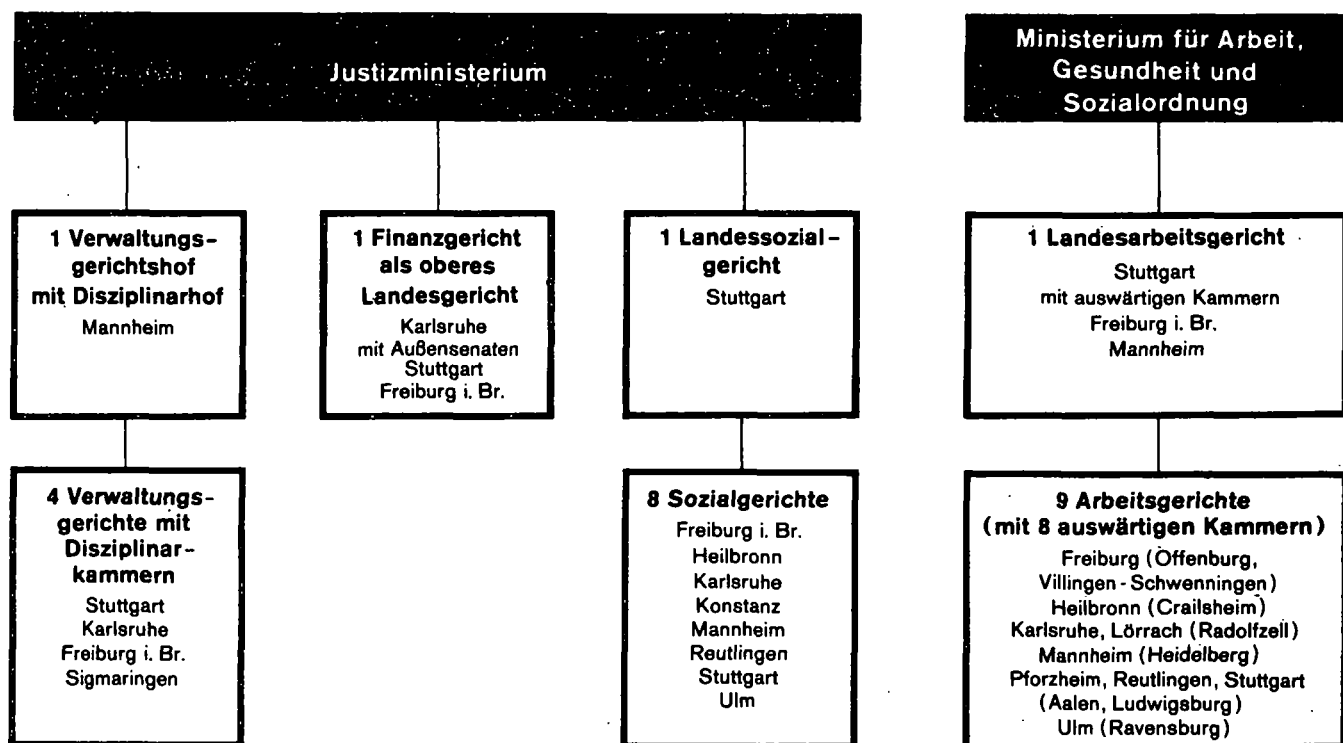 Justizministerium
Ministerium für Arbeit,
Gesundheit und
Sozialordnung
1 Verwaltungs-
gerichtshof
mit Disziplinarhof
Mannheim
1 Finanzgericht
als oberes
Landesgericht
Karlsruhe
mit Außensenaten
Stuttgart
Freiburg i. Br.
1 Landessozial-
gericht
Stuttgart
1 Landesarbeitsgericht
Stuttgart
mit auswärtigen Kammern
Freiburg i. Br.
Mannheim
4 Verwaltungs-
gerichte mit
Disziplinar-
kammern
Stuttgart
Karlsruhe
Freiburg i. Br.
Sigmaringen
8 Sozialgerichte
Freiburg i. Br.
Heilbronn
Karlsruhe
Konstanz
Mannheim
Reutlingen
Stuttgart
Ulm
9 Arbeitsgerichte
(mit 8 auswärtigen Kammern)
Freiburg (Offenburg,
Villingen-Schwenningen)
Heilbronn (Crailsheim)
Karlsruhe, Lörrach (Radolfzell)
Mannheim (Heidelberg)
Pforzheim, Reutlingen, Stuttgart
(Aalen, Ludwigsburg)
Ulm (Ravensburg)